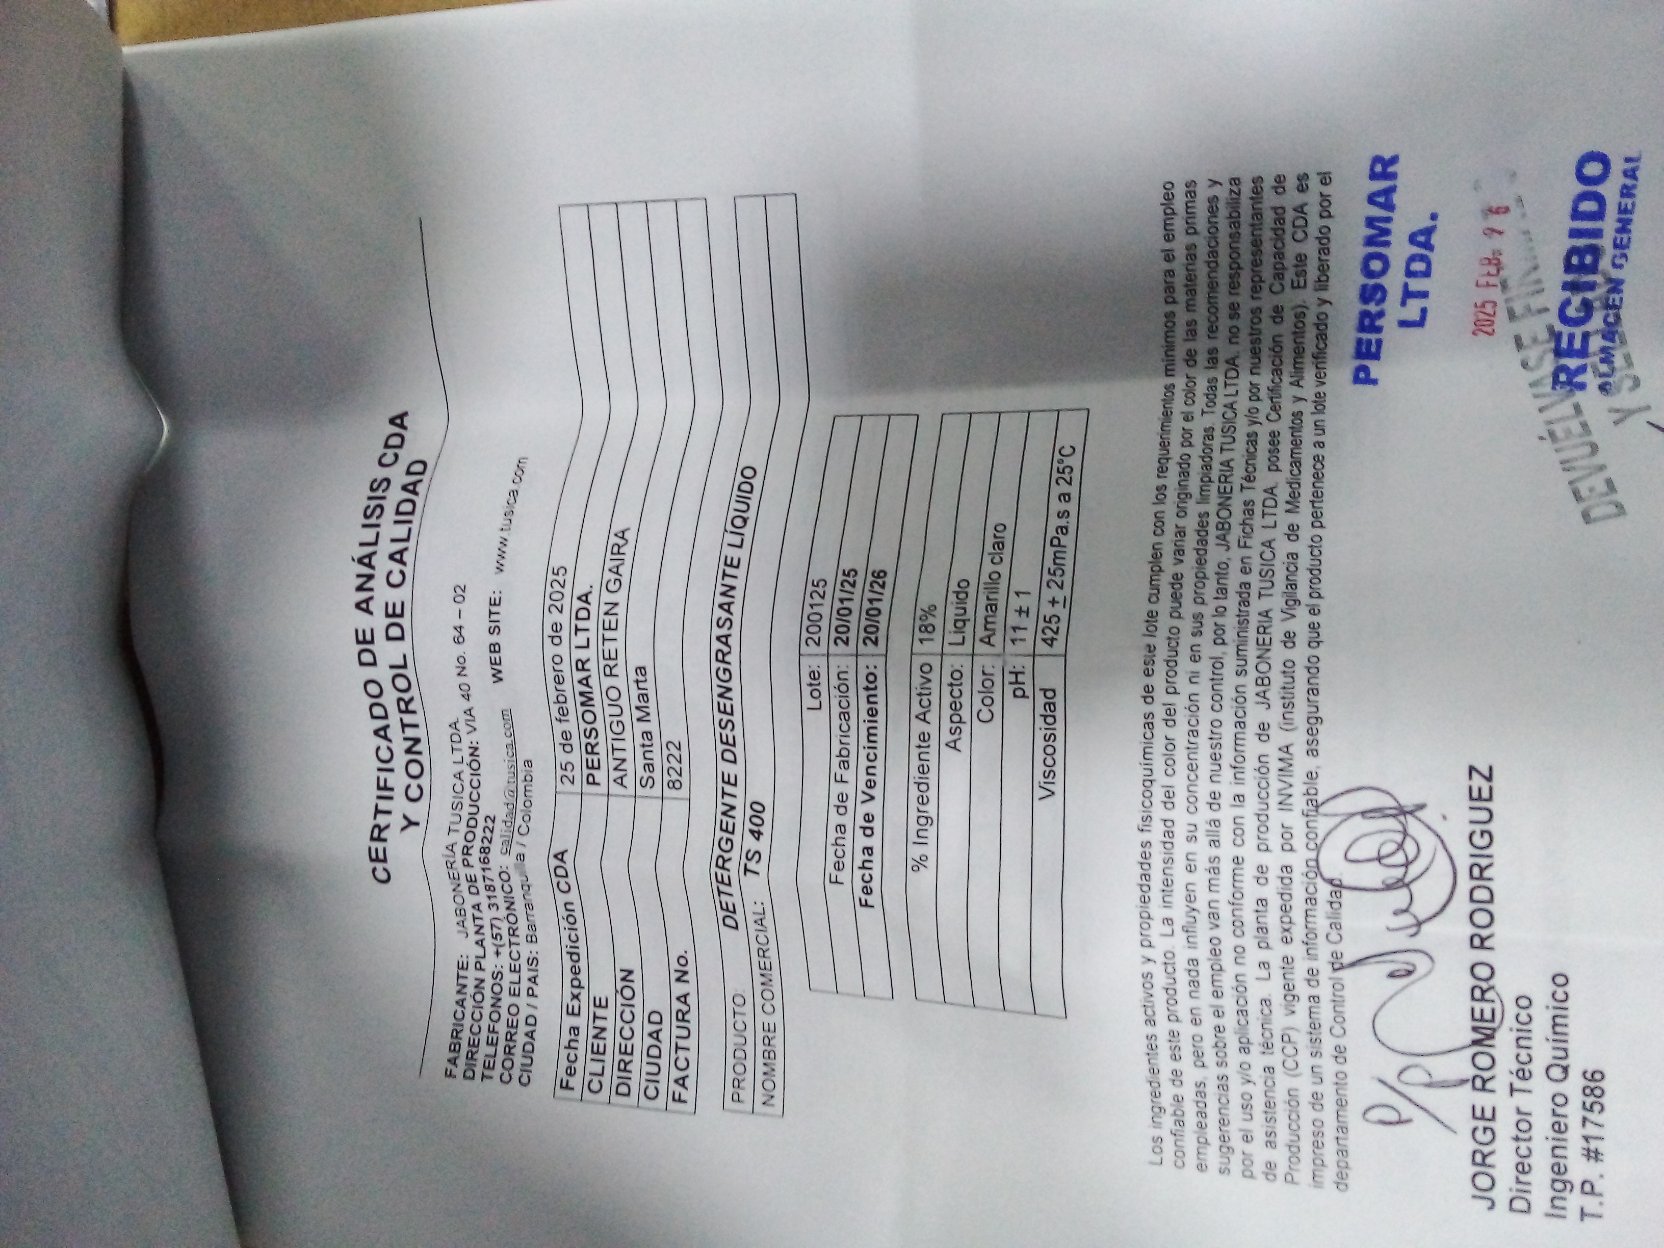 CERTIFICADO DE ANÁLISIS CDA
Y CONTROL DE CALIDAD
FABRICANTE: JABONERÍA TUSICA LTDA.
DIRECCIÓN PLANTA DE PRODUCCIÓN: VIA 40 No. 64 – 02
TELEFONOS: +(57) 3187168222
CORREO ELECTRÓNICO: calidad@tusica.com WEB SITE: www.tusica.com
CIUDAD / PAIS: Barranquilla / Colombia
Fecha Expedición CDA 25 de febrero de 2025
CLIENTE PERSOMAR LTDA.
DIRECCIÓN ANTIGUO RETEN GAIRA
CIUDAD Santa Marta
FACTURA No. 8222
PRODUCTO: DETERGENTE DESENGRASANTE LÍQUIDO
NOMBRE COMERCIAL: TS 400
Lote: 200125
Fecha de Fabricación: 20/01/25
Fecha de Vencimiento: 20/01/26
% Ingrediente Activo 18%
Aspecto: Liquido
Color: Amarillo claro
pH: 11 ± 1
Viscosidad 425 ± 25mPa.s a 25°C
Los ingredientes activos y propiedades fisicoquímicas de este lote cumplen con los requerimientos mínimos para el empleo
confiable de este producto. La intensidad del color del producto puede variar originado por el color de las materias primas
empleadas, pero en nada influyen en su concentración ni en sus propiedades limpiadoras. Todas las recomendaciones y
sugerencias sobre el empleo van más allá de nuestro control, por lo tanto, JABONERIA TUSICA LTDA. no se responsabiliza
por el uso y/o aplicación no conforme con la información suministrada en Fichas Técnicas y/o por nuestros representantes
de asistencia técnica. La planta de producción de JABONERIA TUSICA LTDA. posee Certificación de Capacidad de
Producción (CCP) vigente expedida por INVIMA (instituto de Vigilancia de Medicamentos y Alimentos). Este CDA es
impreso de un sistema de información confiable, asegurando que el producto pertenece a un lote verificado y liberado por el
departamento de Control de Calidad
P/
JORGE ROMERO RODRIGUEZ
Director Técnico
Ingeniero Químico
T.P. #17586
PERSOMAR
LTDA.
2025 FEB. 26
DEVUÉLVASE
RECIBIDO
ALMACEN GENERAL